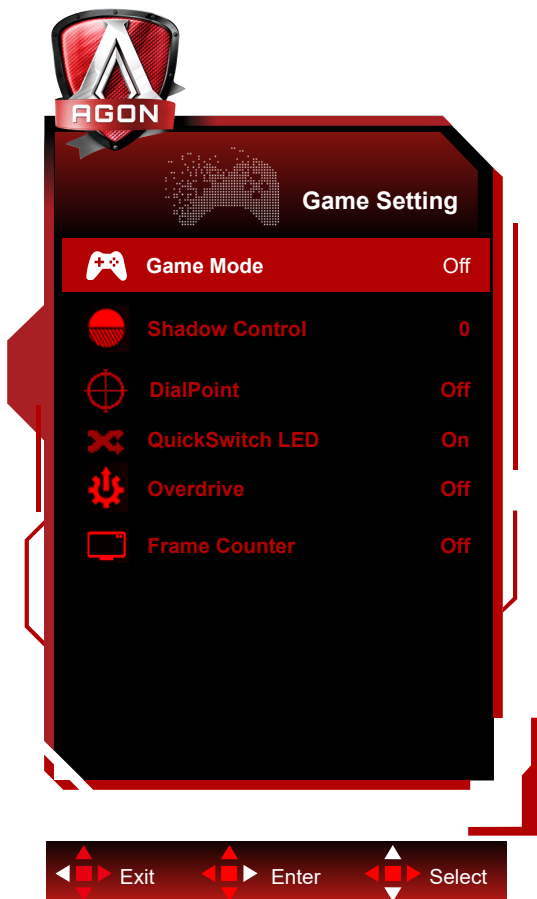 AGON
Game Setting
Game Mode Off
Shadow Control 0
DialPoint Off
QuickSwitch LED On
Overdrive Off
Frame Counter Off
Exit Enter Select